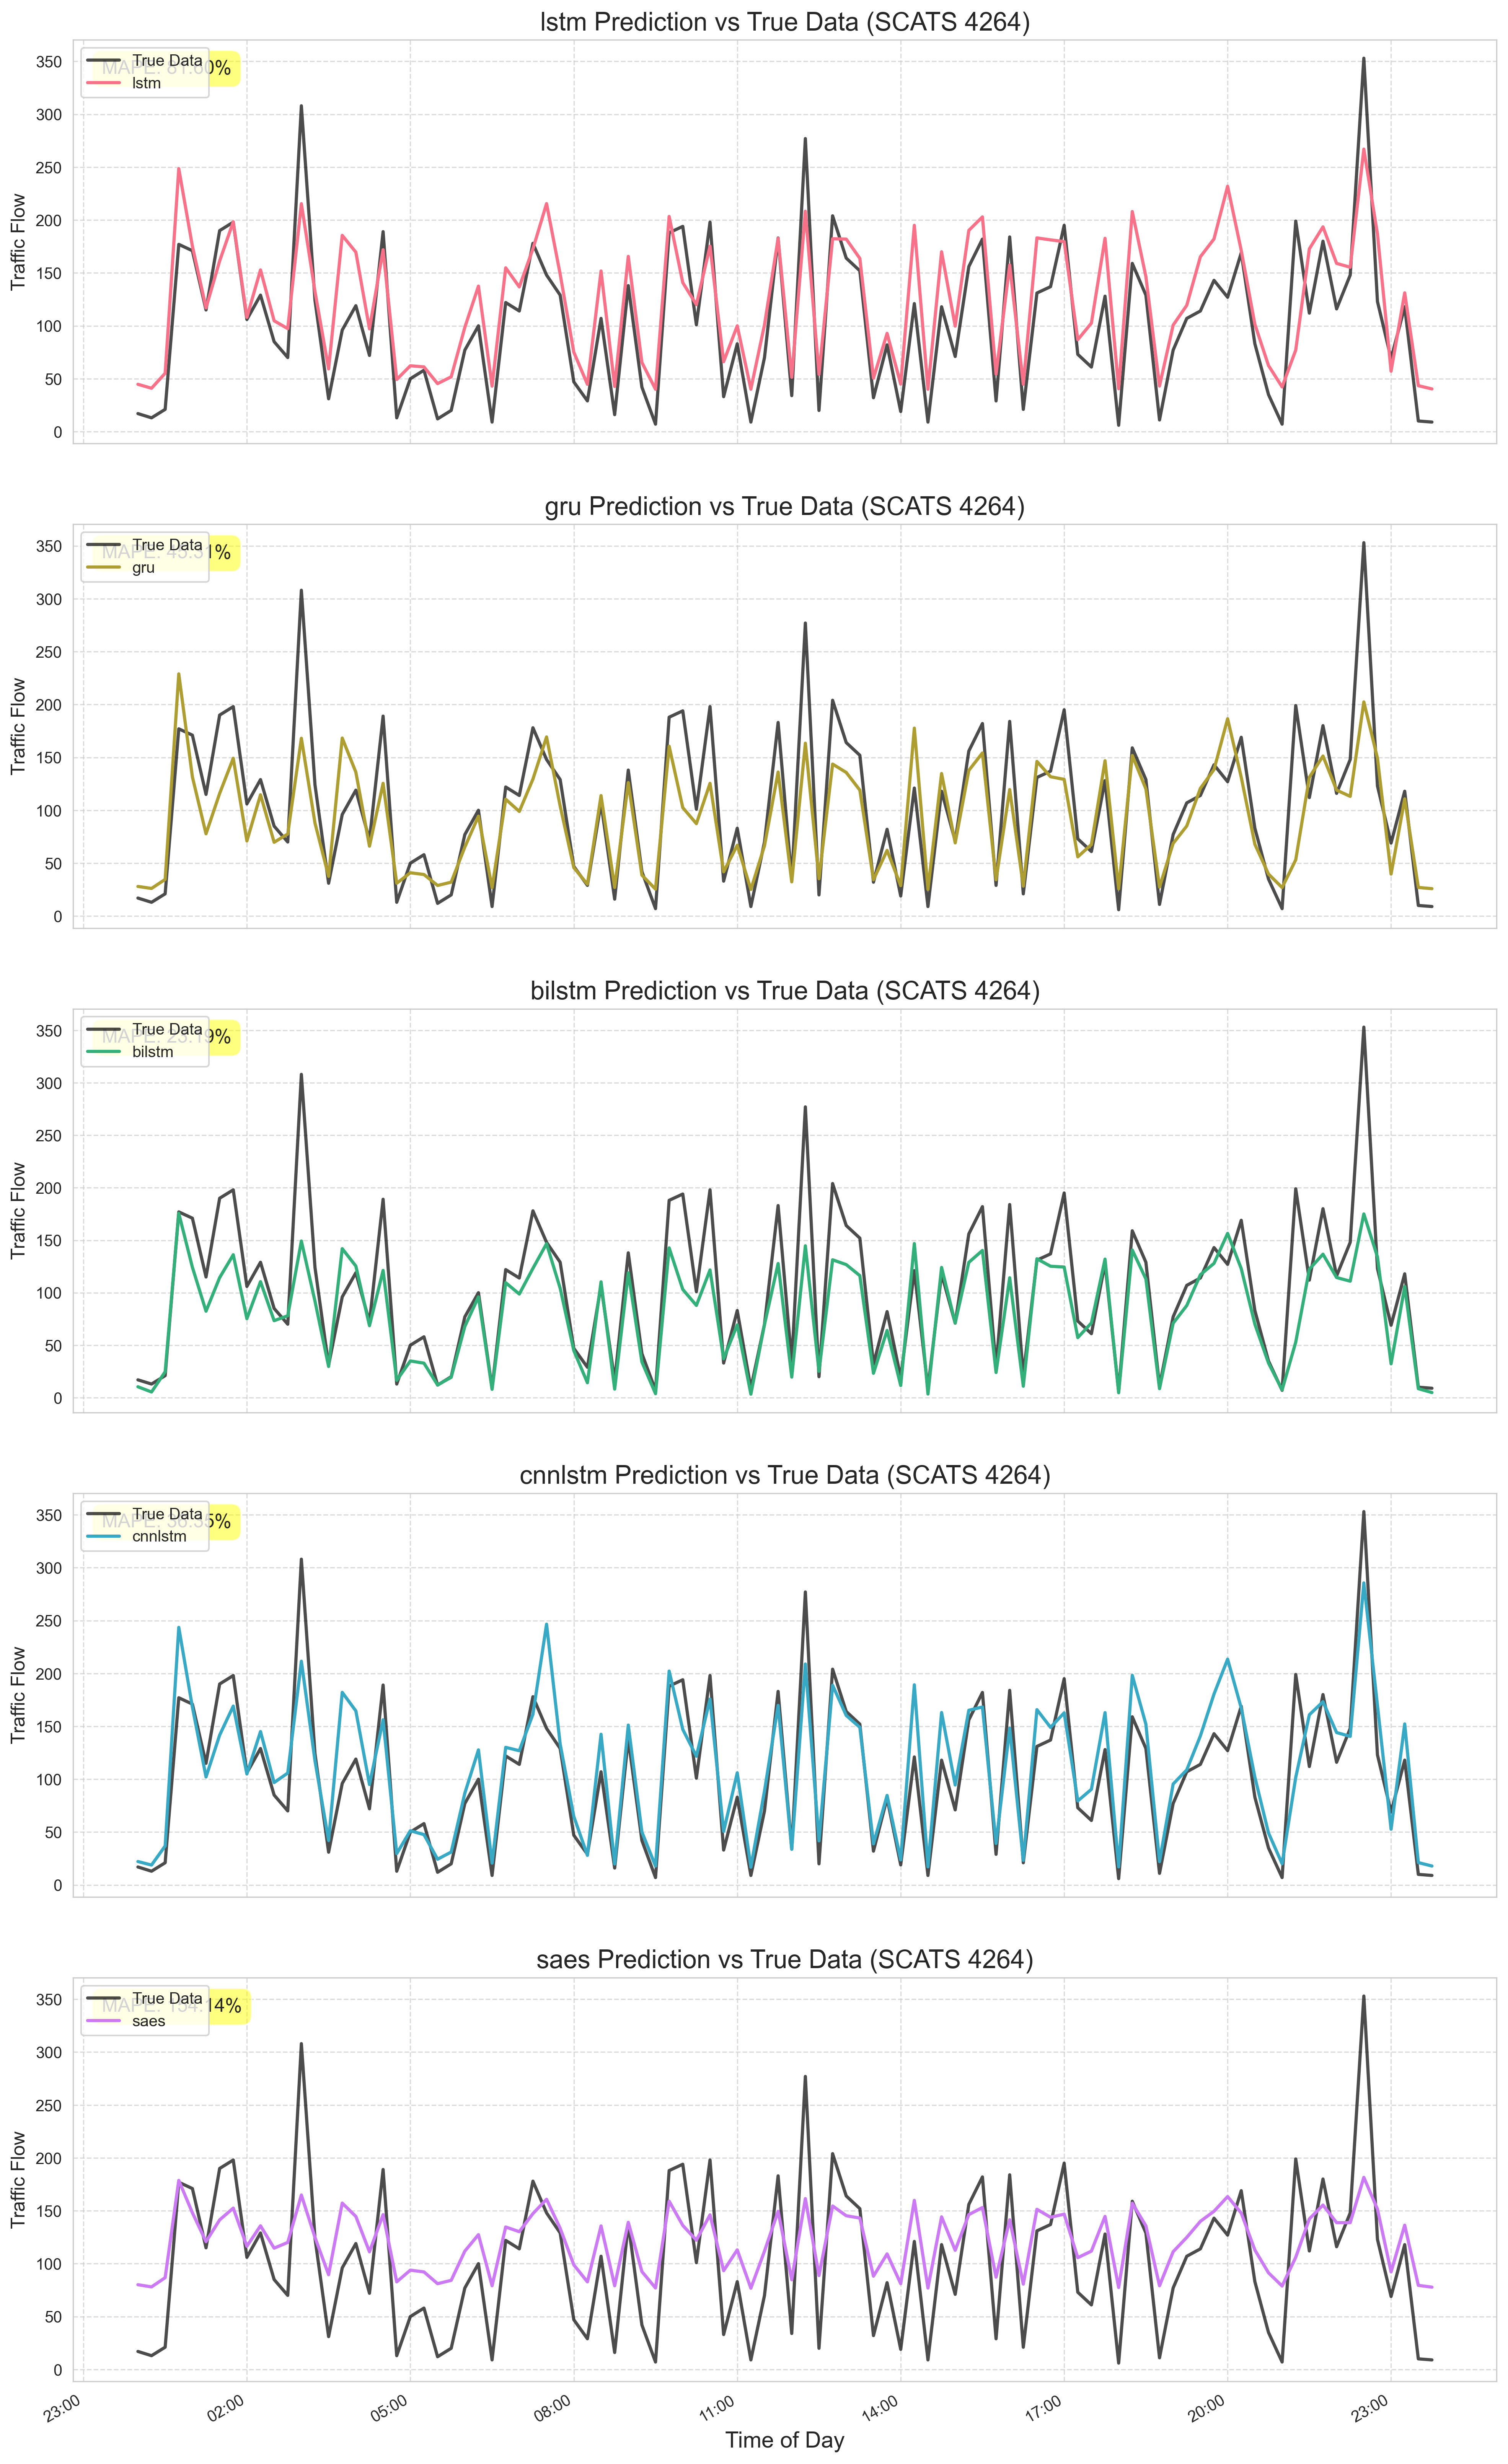 lstm Prediction vs True Data (SCATS 4264)
MAPE:
True Data
lstm
Traffic Flow
350
300
250
200
150
100
50
0
gru Prediction vs True Data (SCATS 4264)
MAPE:
True Data
gru
Traffic Flow
350
300
250
200
150
100
50
0
bilstm Prediction vs True Data (SCATS 4264)
MAPE:
True Data
bilstm
Traffic Flow
350
300
250
200
150
100
50
0
cnnlstm Prediction vs True Data (SCATS 4264)
MAPE:
True Data
cnnlstm
Traffic Flow
350
300
250
200
150
100
50
0
saes Prediction vs True Data (SCATS 4264)
MAPE:
True Data
saes
Traffic Flow
350
300
250
200
150
100
50
0
23:00 02:00 05:00 08:00 11:00 14:00 17:00 20:00 23:00
Time of Day